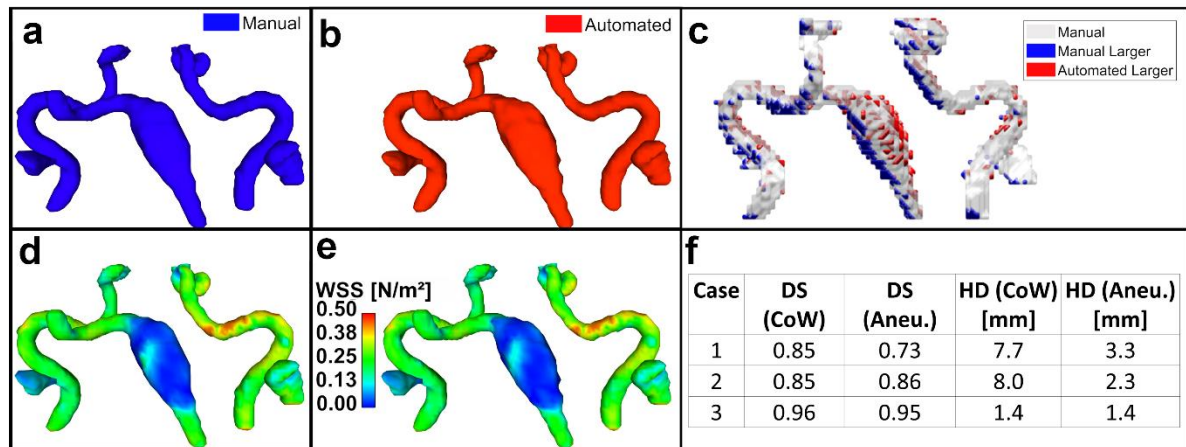 a
Manual
b
Automated
c
Manual
Manual Larger
Automated Larger
d
e
WSS [N/m²]
0.50
0.38
0.25
0.13
0.00
f
Case DS (CoW) DS (Aneu.) HD (CoW) [mm] HD (Aneu.) [mm]
1 0.85 0.73 7.7 3.3
2 0.85 0.86 8.0 2.3
3 0.96 0.95 1.4 1.4